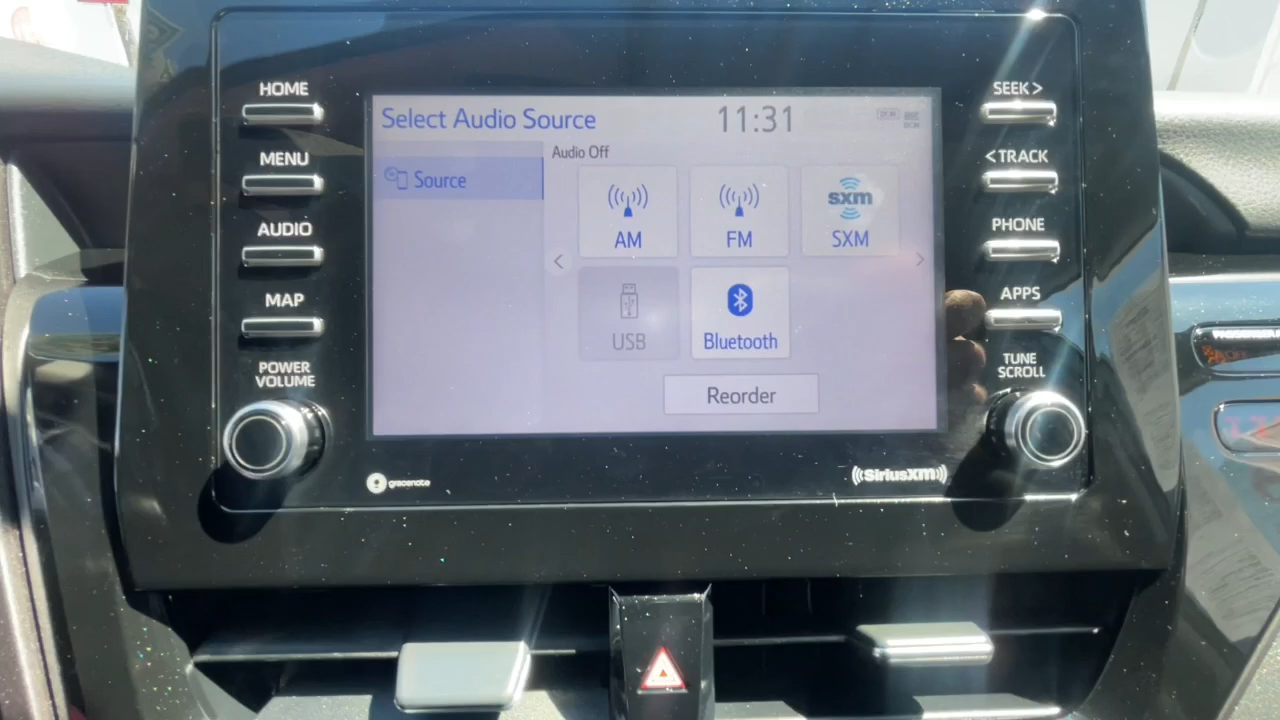 HOME
MENU
AUDIO
MAP
POWER
VOLUME
Select Audio Source
11:31
Source
Audio Off
AM
FM
sxm
SXM
USB
Bluetooth
Reorder
SEEK >
< TRACK
PHONE
APPS
TUNE
SCROLL
gracenote
SiriusXM